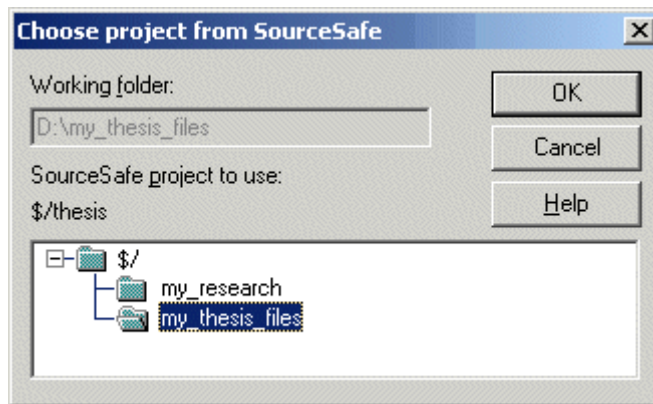 Choose project from SourceSafe
Working folder:
OK
D:\my_thesis_files
Cancel
SourceSafe project to use:
Help
$/thesis
$/
my_research
my_thesis_files